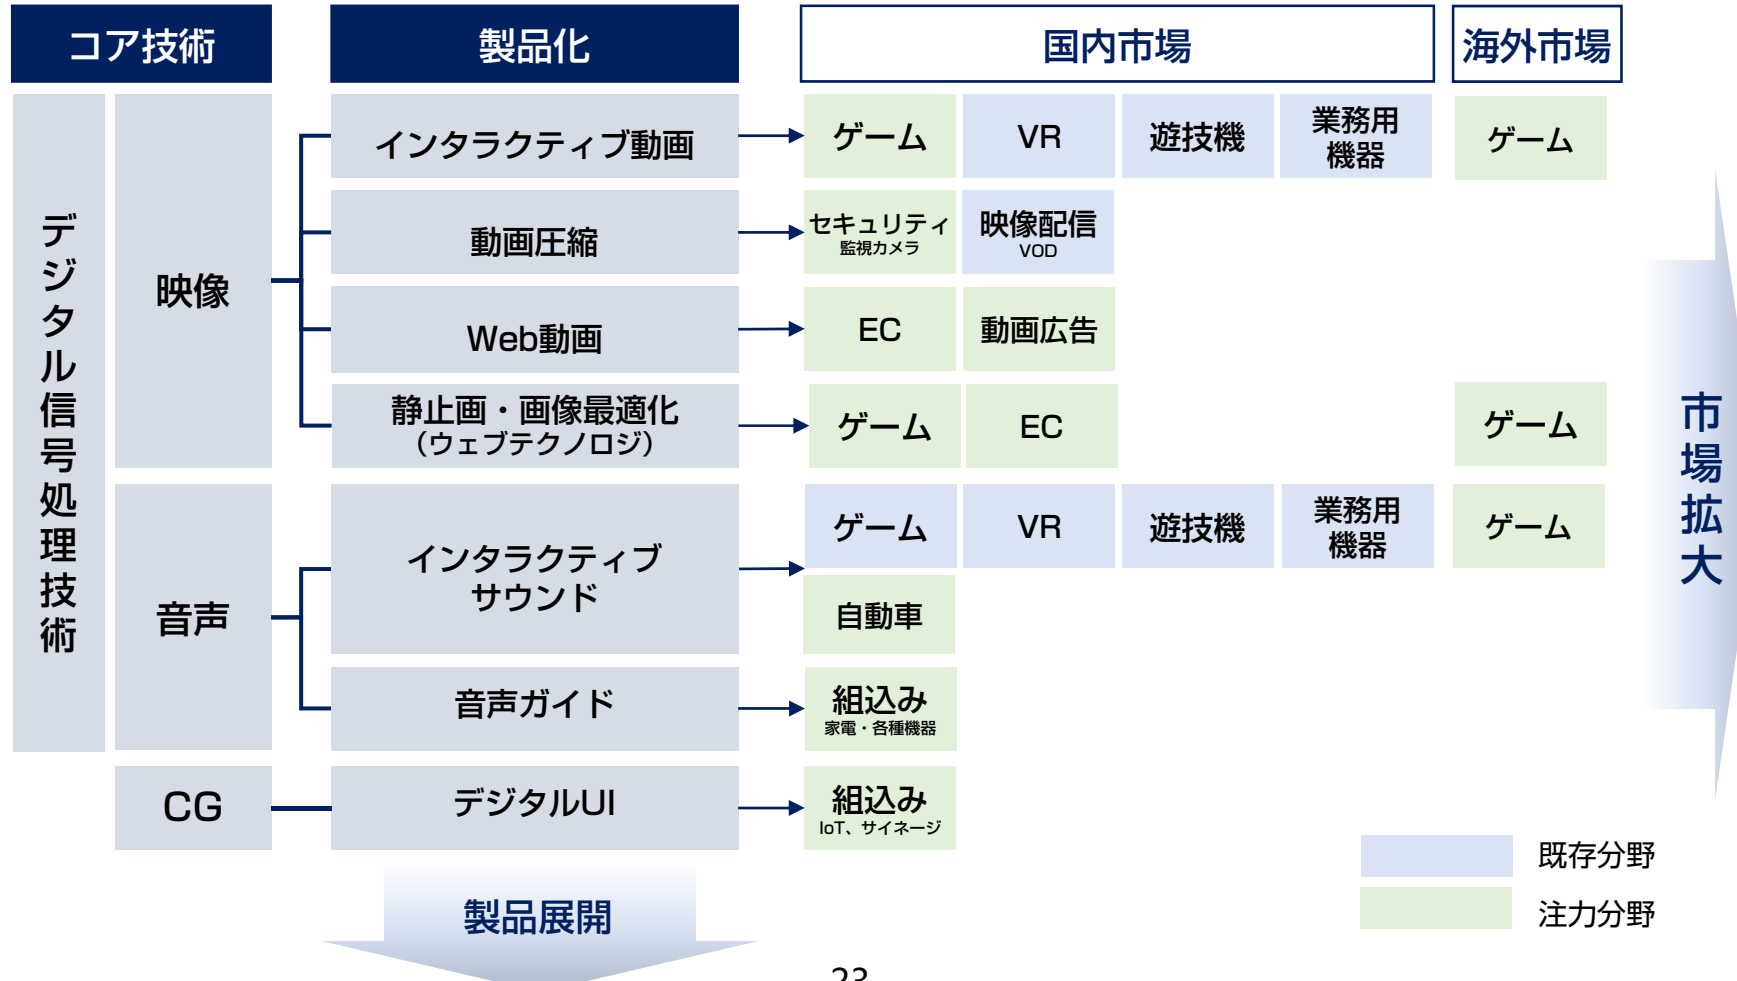 コア技術
製品化
国内市場
海外市場
デジタル信号処理技術
映像
インタラクティブ動画
ゲーム
VR
遊技機
業務用
機器
ゲーム
動画圧縮
セキュリティ
監視カメラ
映像配信
VOD
Web動画
EC
動画広告
静止画・画像最適化
（ウェブテクノロジ）
ゲーム
EC
ゲーム
音声
インタラクティブ
サウンド
ゲーム
VR
遊技機
業務用
機器
ゲーム
自動車
音声ガイド
組込み
家電・各種機器
CG
デジタルUI
組込み
IoT、サイネージ
市場拡大
既存分野
注力分野
製品展開
23